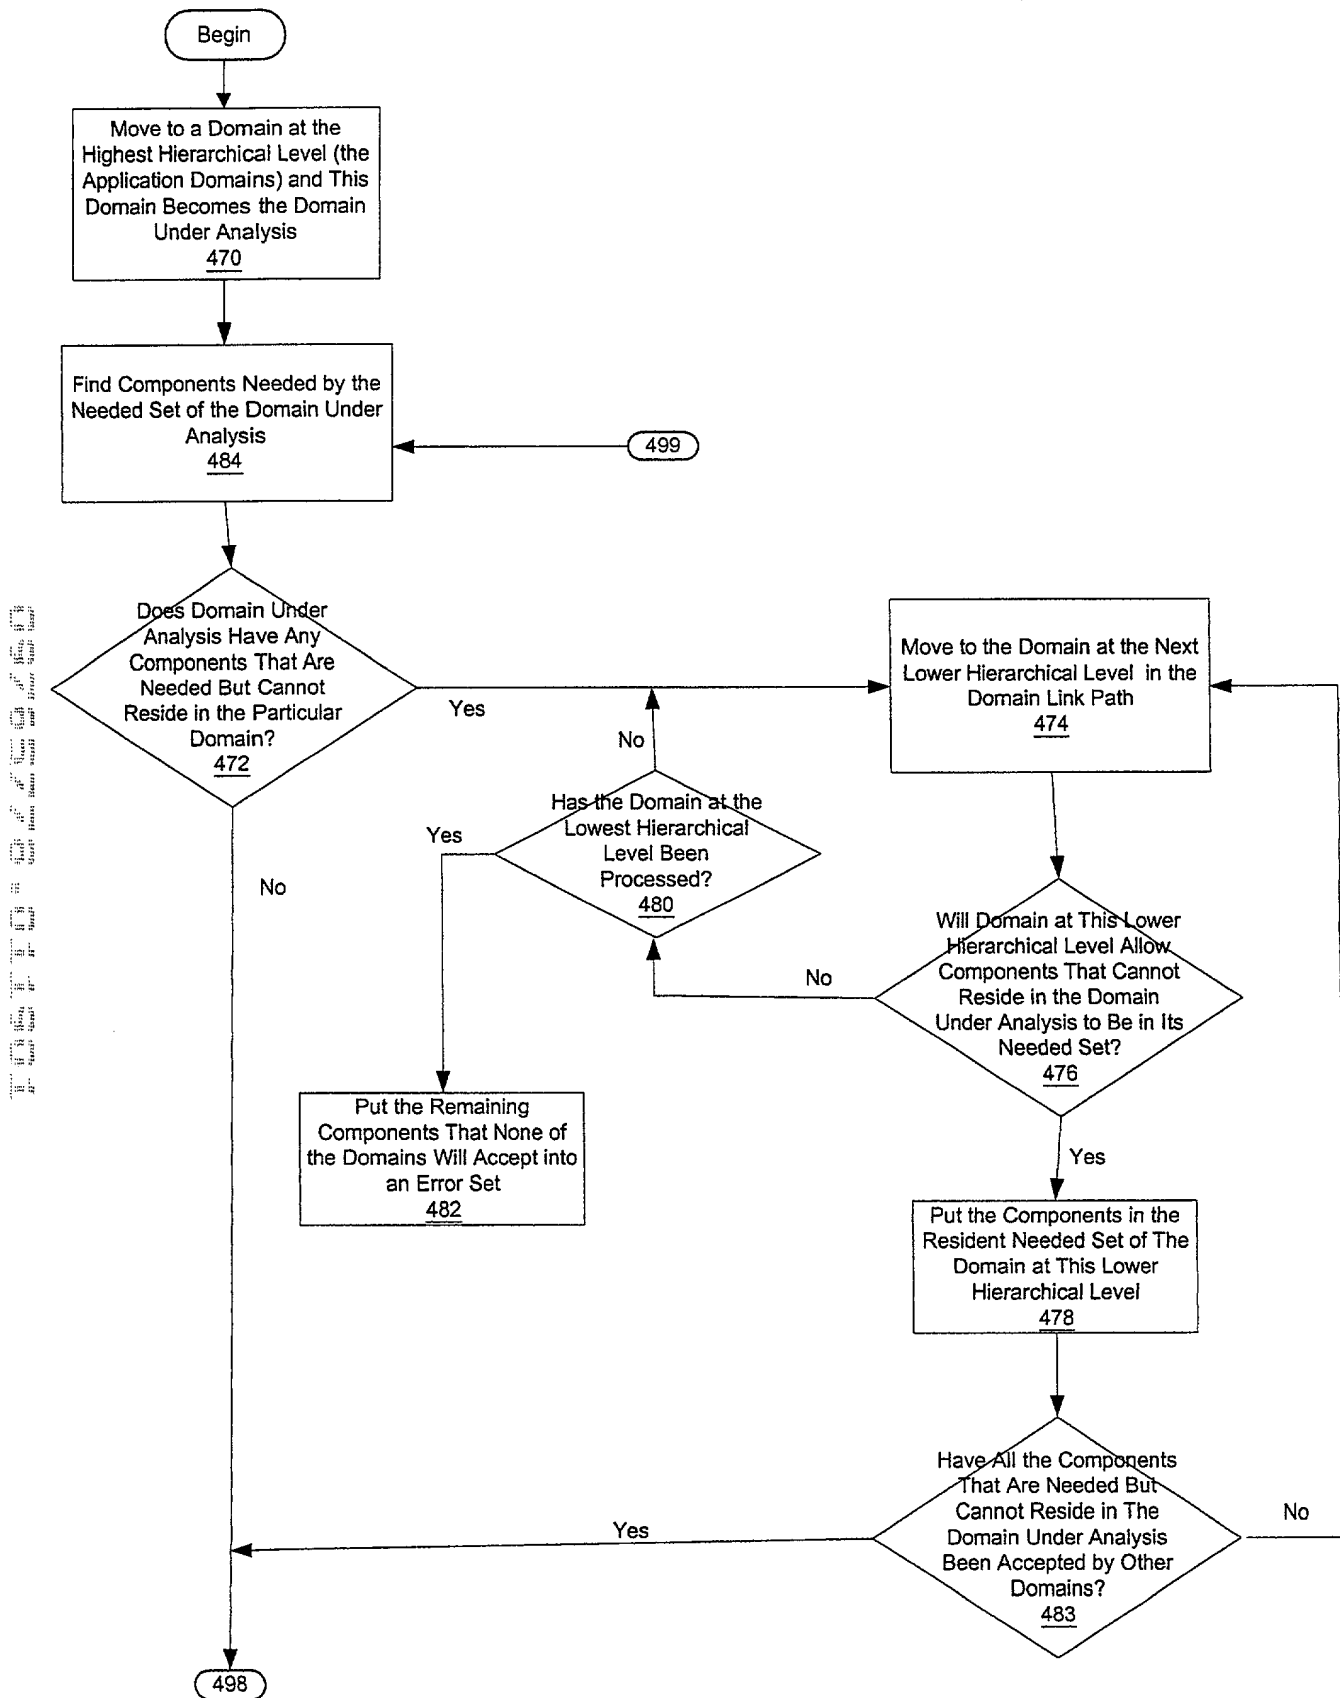 Begin
Move to a Domain at the
Highest Hierarchical Level (the
Application Domains) and This
Domain Becomes the Domain
Under Analysis
470
Find Components Needed by the
Needed Set of the Domain Under
Analysis
484
499
Does Domain Under
Analysis Have Any
Components That Are
Needed But Cannot
Reside in the Particular
Domain?
472
Yes
No
Move to the Domain at the Next
Lower Hierarchical Level in the
Domain Link Path
474
No
Has the Domain at the
Lowest Hierarchical
Level Been
Processed?
480
Yes
Will Domain at This Lower
Hierarchical Level Allow
Components That Cannot
Reside in the Domain
Under Analysis to Be in Its
Needed Set?
476
No
Yes
Put the Remaining
Components That None of
the Domains Will Accept into
an Error Set
482
Put the Components in the
Resident Needed Set of The
Domain at This Lower
Hierarchical Level
478
Have All the Components
That Are Needed But
Cannot Reside in The
Domain Under Analysis
Been Accepted by Other
Domains?
483
No
Yes
498